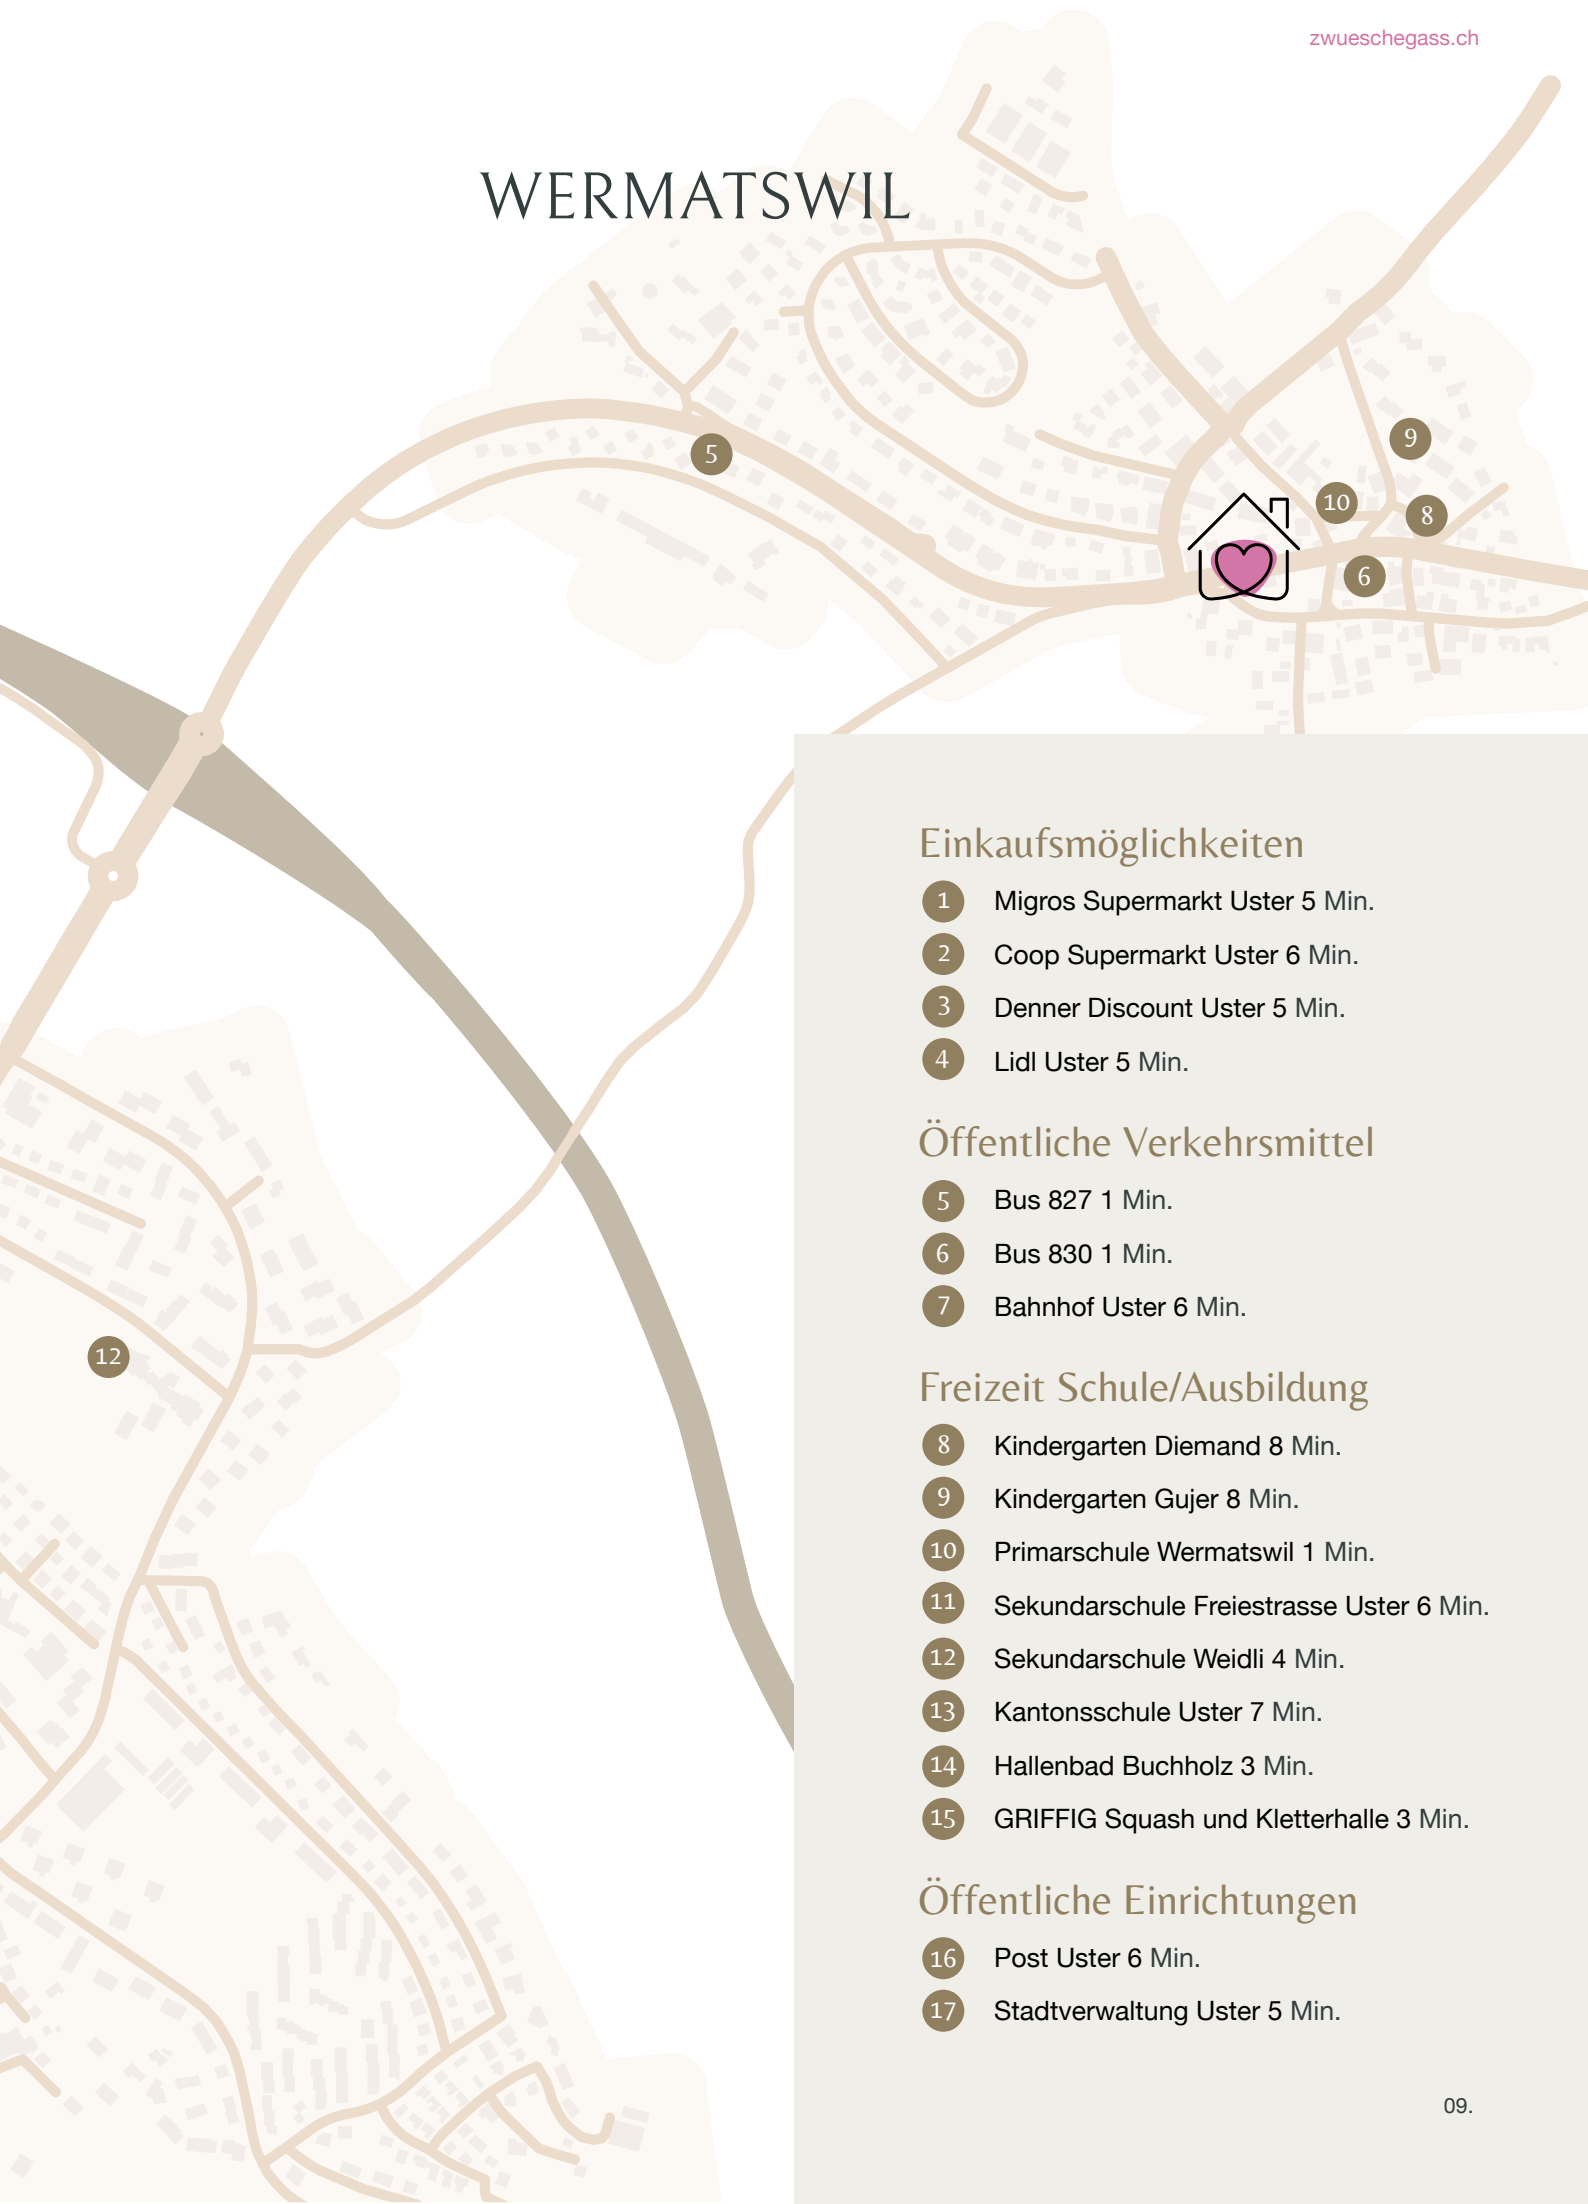 zwueschegass.ch
WERMATSWIL
5
9
10
8
6
12
Einkaufsmöglichkeiten
1 Migros Supermarkt Uster 5 Min.
2 Coop Supermarkt Uster 6 Min.
3 Denner Discount Uster 5 Min.
4 Lidl Uster 5 Min.
Öffentliche Verkehrsmittel
5 Bus 827 1 Min.
6 Bus 830 1 Min.
7 Bahnhof Uster 6 Min.
Freizeit Schule/Ausbildung
8 Kindergarten Diemand 8 Min.
9 Kindergarten Gujer 8 Min.
10 Primarschule Wermatswil 1 Min.
11 Sekundarschule Freiestrasse Uster 6 Min.
12 Sekundarschule Weidli 4 Min.
13 Kantonsschule Uster 7 Min.
14 Hallenbad Buchholz 3 Min.
15 GRIFFIG Squash und Kletterhalle 3 Min.
Öffentliche Einrichtungen
16 Post Uster 6 Min.
17 Stadtverwaltung Uster 5 Min.
09.